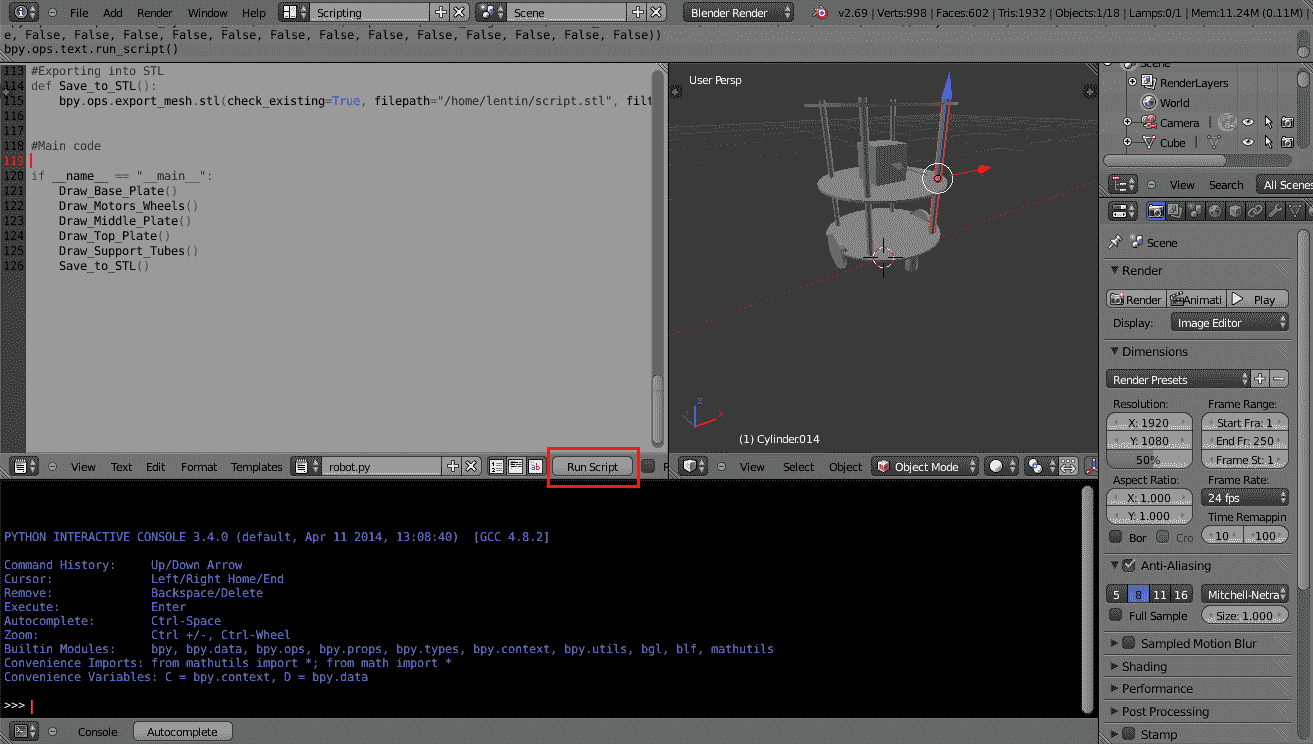 File Add Render Window Help Scripting Scene Blender Render v2.69 | Verts:998 | Faces:602 | Tris:1932 | Objects:1/18 | Lamps:0/1 | Mem:11.24M (0.11M) |
e, False, False, False, False, False, False, False, False, False, False, False, False))
bpy.ops.text.run_script()
113 #Exporting into STL
114 def Save_to_STL():
115 bpy.ops.export_mesh.stl(check_existing=True, filepath="/home/lentin/script.stl", filt
116
117
118 #Main code
119
120 if __name__ == "__main__":
121 Draw_Base_Plate()
122 Draw_Motors_Wheels()
123 Draw_Middle_Plate()
124 Draw_Top_Plate()
125 Draw_Support_Tubes()
126 Save_to_STL()
View Text Edit Format Templates robot.py Run Script
User Persp
z
x
(1) Cylinder.014
View Select Object Object Mode
PYTHON INTERACTIVE CONSOLE 3.4.0 (default, Apr 11 2014, 13:08:40) [GCC 4.8.2]
Command History: Up/Down Arrow
Cursor: Left/Right Home/End
Remove: Backspace/Delete
Execute: Enter
Autocomplete: Ctrl-Space
Zoom: Ctrl +/-, Ctrl-Wheel
Builtin Modules: bpy, bpy.data, bpy.ops, bpy.props, bpy.types, bpy.context, bpy.utils, bgl, blf, mathutils
Convenience Imports: from mathutils import *; from math import *
Convenience Variables: C = bpy.context, D = bpy.data
>>>
Console Autocomplete
Scene
RenderLayers
World
Camera
Cube
View Search All Scenes
Scene
Render
Render Animati Play
Display: Image Editor
Dimensions
Render Presets
Resolution: Frame Range:
X: 1920 Start Fra: 1
Y: 1080 End Fr: 250
50% Frame St: 1
Aspect Ratio: Frame Rate:
X: 1.000 24 fps
Y: 1.000 Time Remappin
Bor Cro 10 100
Anti-Aliasing
5 8 11 16 Mitchell-Netra
Full Sample Size: 1.000
Sampled Motion Blur
Shading
Performance
Post Processing
Stamp